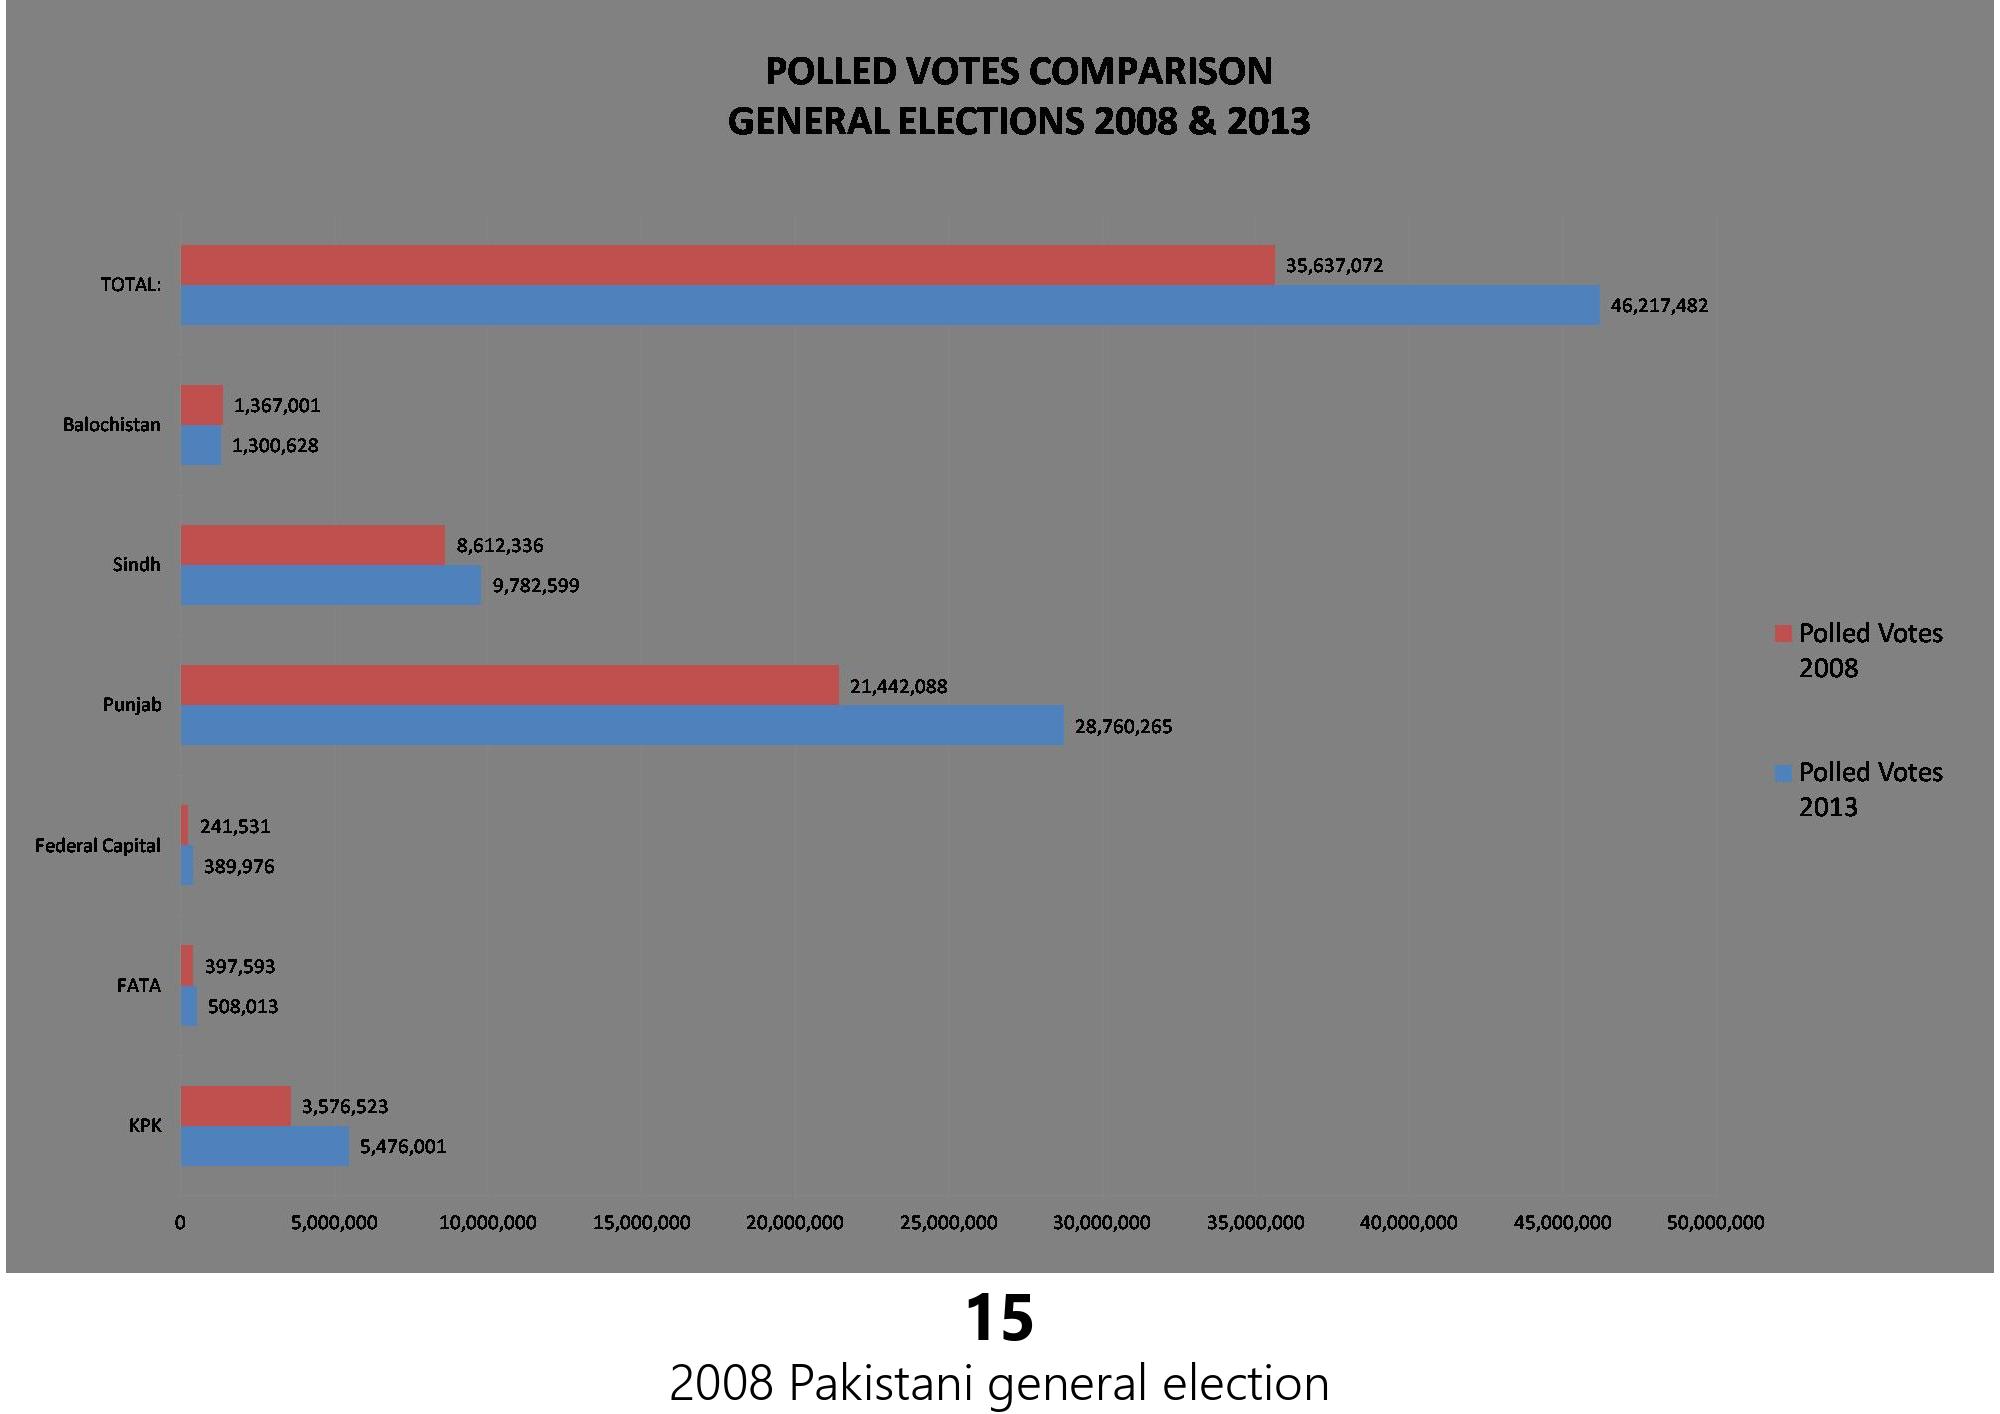 POLLED VOTES COMPARISON
GENERAL ELECTIONS 2008 & 2013
TOTAL:
35,637,072
46,217,482
Balochistan
1,367,001
1,300,628
Sindh
8,612,336
9,782,599
Punjab
21,442,088
28,760,265
Federal Capital
241,531
389,976
FATA
397,593
508,013
KPK
3,576,523
5,476,001
0 5,000,000 10,000,000 15,000,000 20,000,000 25,000,000 30,000,000 35,000,000 40,000,000 45,000,000 50,000,000
Polled Votes
2008
Polled Votes
2013
15
2008 Pakistani general election